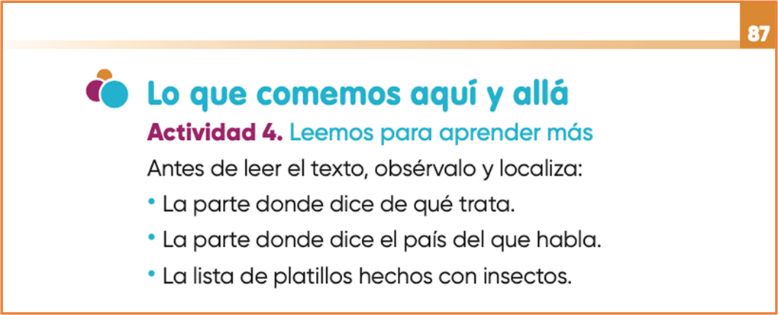 87
Lo que comemos aquí y allá
Actividad 4. Leemos para aprender más
Antes de leer el texto, obsérvalo y localiza:
• La parte donde dice de qué trata.
• La parte donde dice el país del que habla.
• La lista de platillos hechos con insectos.